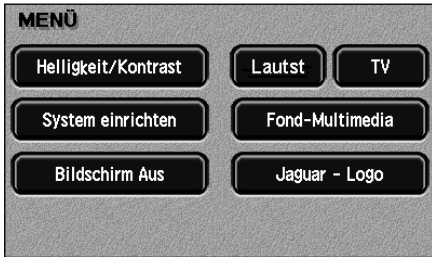 MENÜ
Helligkeit/Kontrast Lautst TV
System einrichten Fond-Multimedia
Bildschirm Aus Jaguar - Logo